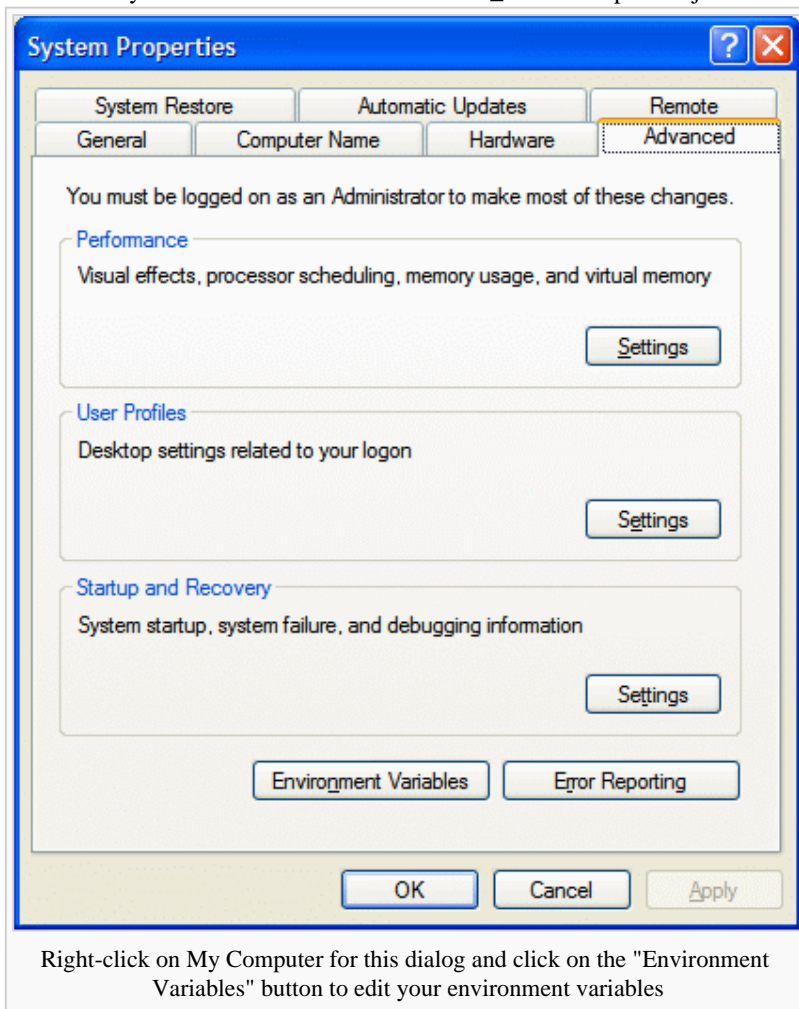 System Properties
System Restore Automatic Updates Remote
General Computer Name Hardware Advanced
You must be logged on as an Administrator to make most of these changes.
Performance
Visual effects, processor scheduling, memory usage, and virtual memory
Settings
User Profiles
Desktop settings related to your logon
Settings
Startup and Recovery
System startup, system failure, and debugging information
Settings
Environment Variables Error Reporting
OK Cancel Apply
Right-click on My Computer for this dialog and click on the "Environment
Variables" button to edit your environment variables